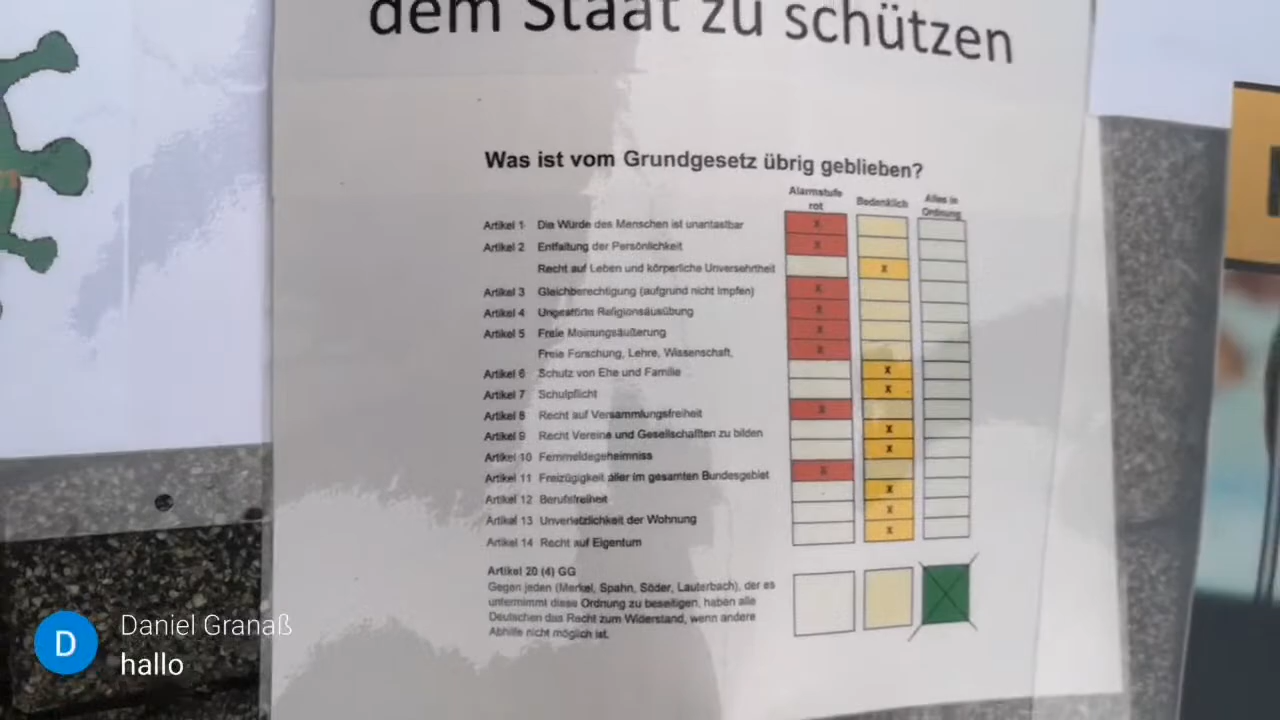 dem Staat zu schützen
Was ist vom Grundgesetz übrig geblieben?
Alarmstufe rot
Bedenklich
Alles in Ordnung
Artikel 1 Die Würde des Menschen ist unantastbar X
Artikel 2 Entfaltung der Persönlichkeit X
Recht auf Leben und körperliche Unversehrtheit X
Artikel 3 Gleichberechtigung (aufgrund nicht Impfen) X
Artikel 4 Ungestörte Religionsausübung X
Artikel 5 Freie Meinungsäußerung X
Freie Forschung, Lehre, Wissenschaft, X
Artikel 6 Schutz von Ehe und Familie X
Artikel 7 Schulpflicht X
Artikel 8 Recht auf Versammlungsfreiheit X
Artikel 9 Recht Vereine und Gesellschafften zu bilden X
Artikel 10 Fernmeldegeheimniss X
Artikel 11 Freizügigkeit aller im gesamten Bundesgebiet X
Artikel 12 Berufsfreiheit X
Artikel 13 Unverletzlichkeit der Wohnung X
Artikel 14 Recht auf Eigentum X
Artikel 20 (4) GG
Gegen jeden (Merkel, Spahn, Söder, Lauterbach), der es
unternimmt diese Ordnung zu beseitigen, haben alle
Deutschen das Recht zum Widerstand, wenn andere
Abhilfe nicht möglich ist.
D
Daniel Granaß
hallo